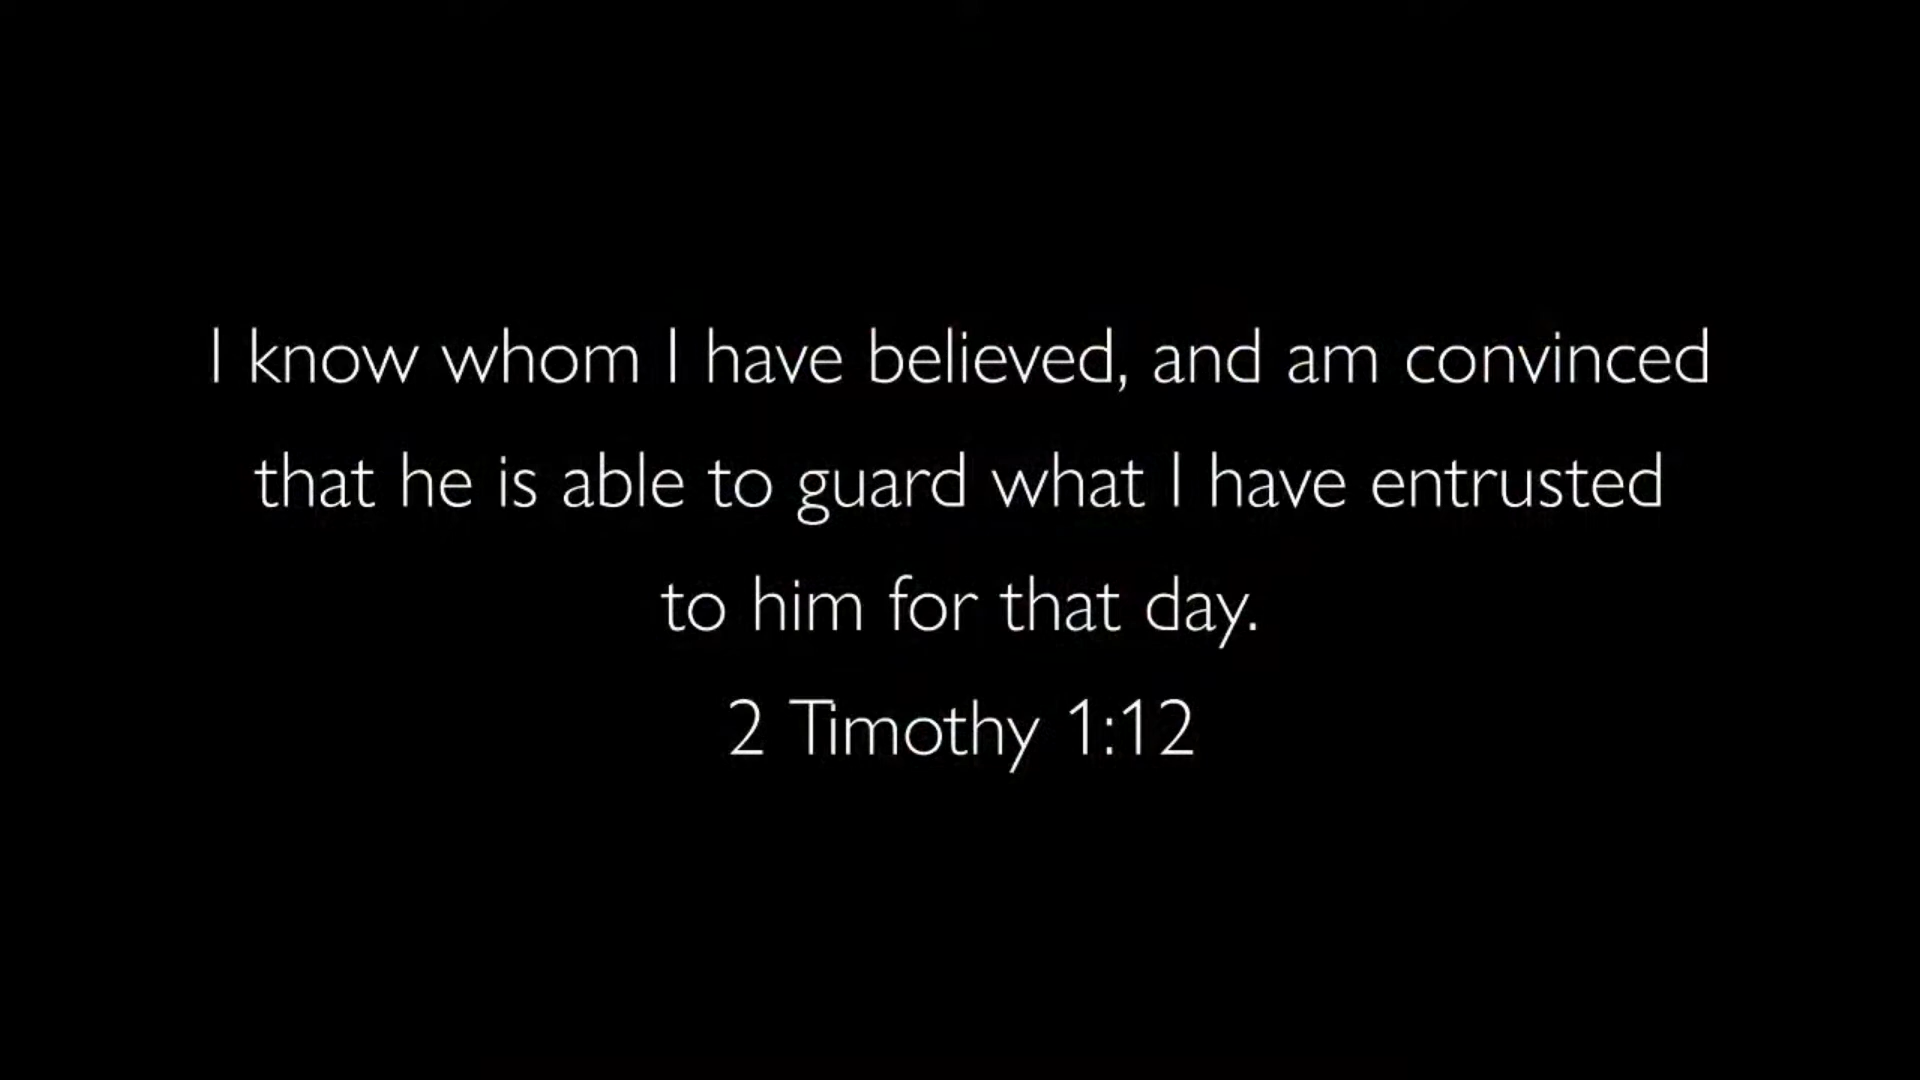 I know whom I have believed, and am convinced
that he is able to guard what I have entrusted
to him for that day.
2 Timothy 1:12